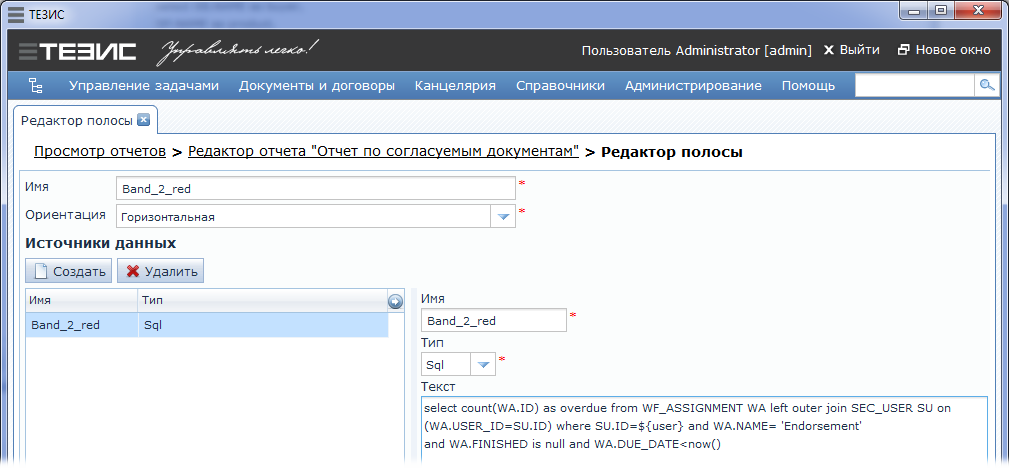 ТЕЗИС
ТЕЗИС Управлять легко! Пользователь Administrator [admin] Выйти Новое окно
Управление задачами Документы и договоры Канцелярия Справочники Администрирование Помощь
Редактор полосы
Просмотр отчетов > Редактор отчета "Отчет по согласуемым документам" > Редактор полосы
Имя Band_2_red *
Ориентация Горизонтальная *
Источники данных
Создать Удалить
Имя Тип
Band_2_red Sql
Имя
Band_2_red *
Тип
Sql *
Текст
select count(WA.ID) as overdue from WF_ASSIGNMENT WA left outer join SEC_USER SU on
(WA.USER_ID=SU.ID) where SU.ID=${user} and WA.NAME= 'Endorsement'
and WA.FINISHED is null and WA.DUE_DATE<now()